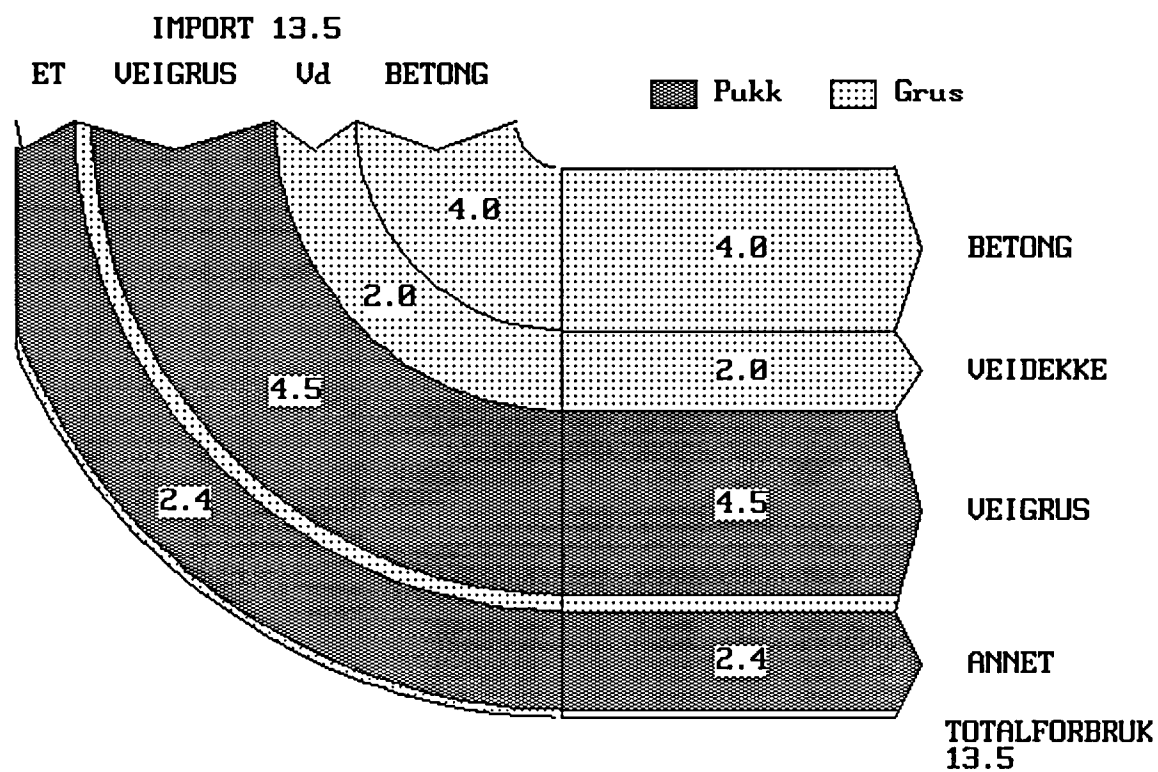 IMPORT 13.5
ET VEIGRUS Vd BETONG
Pukk Grus
4.0 4.0 BETONG
2.0 2.0 VEIDEKKE
4.5 4.5 VEIGRUS
2.4 2.4 ANNET
TOTALFORBRUK
13.5